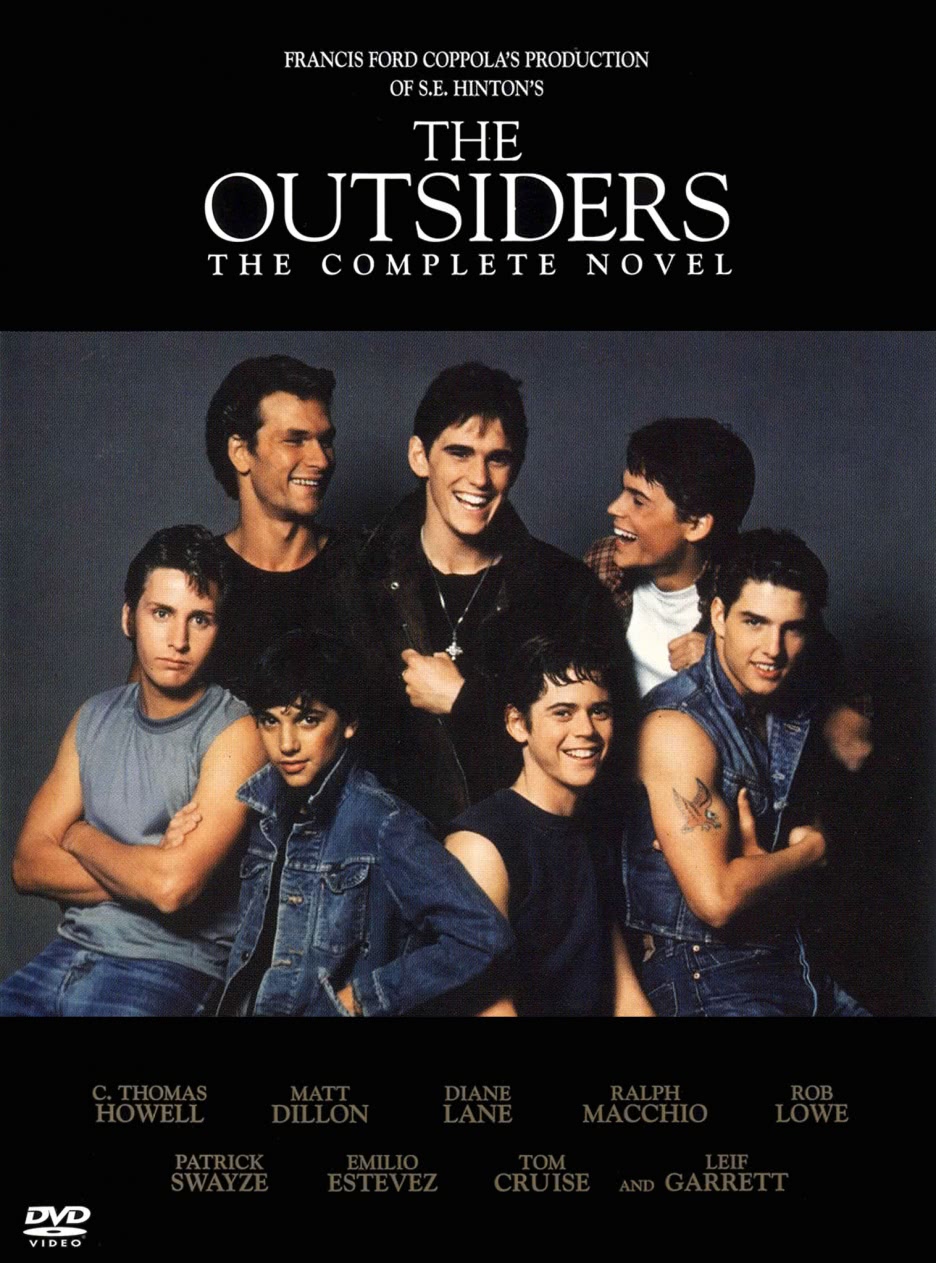 FRANCIS FORD COPPOLA'S PRODUCTION
OF S.E. HINTON'S
THE
OUTSIDERS
THE COMPLETE NOVEL
C. THOMAS HOWELL
MATT DILLON
DIANE LANE
RALPH MACCHIO
ROB LOWE
PATRICK SWAYZE
EMILIO ESTEVEZ
TOM CRUISE
AND LEIF GARRETT
DVD
VIDEO